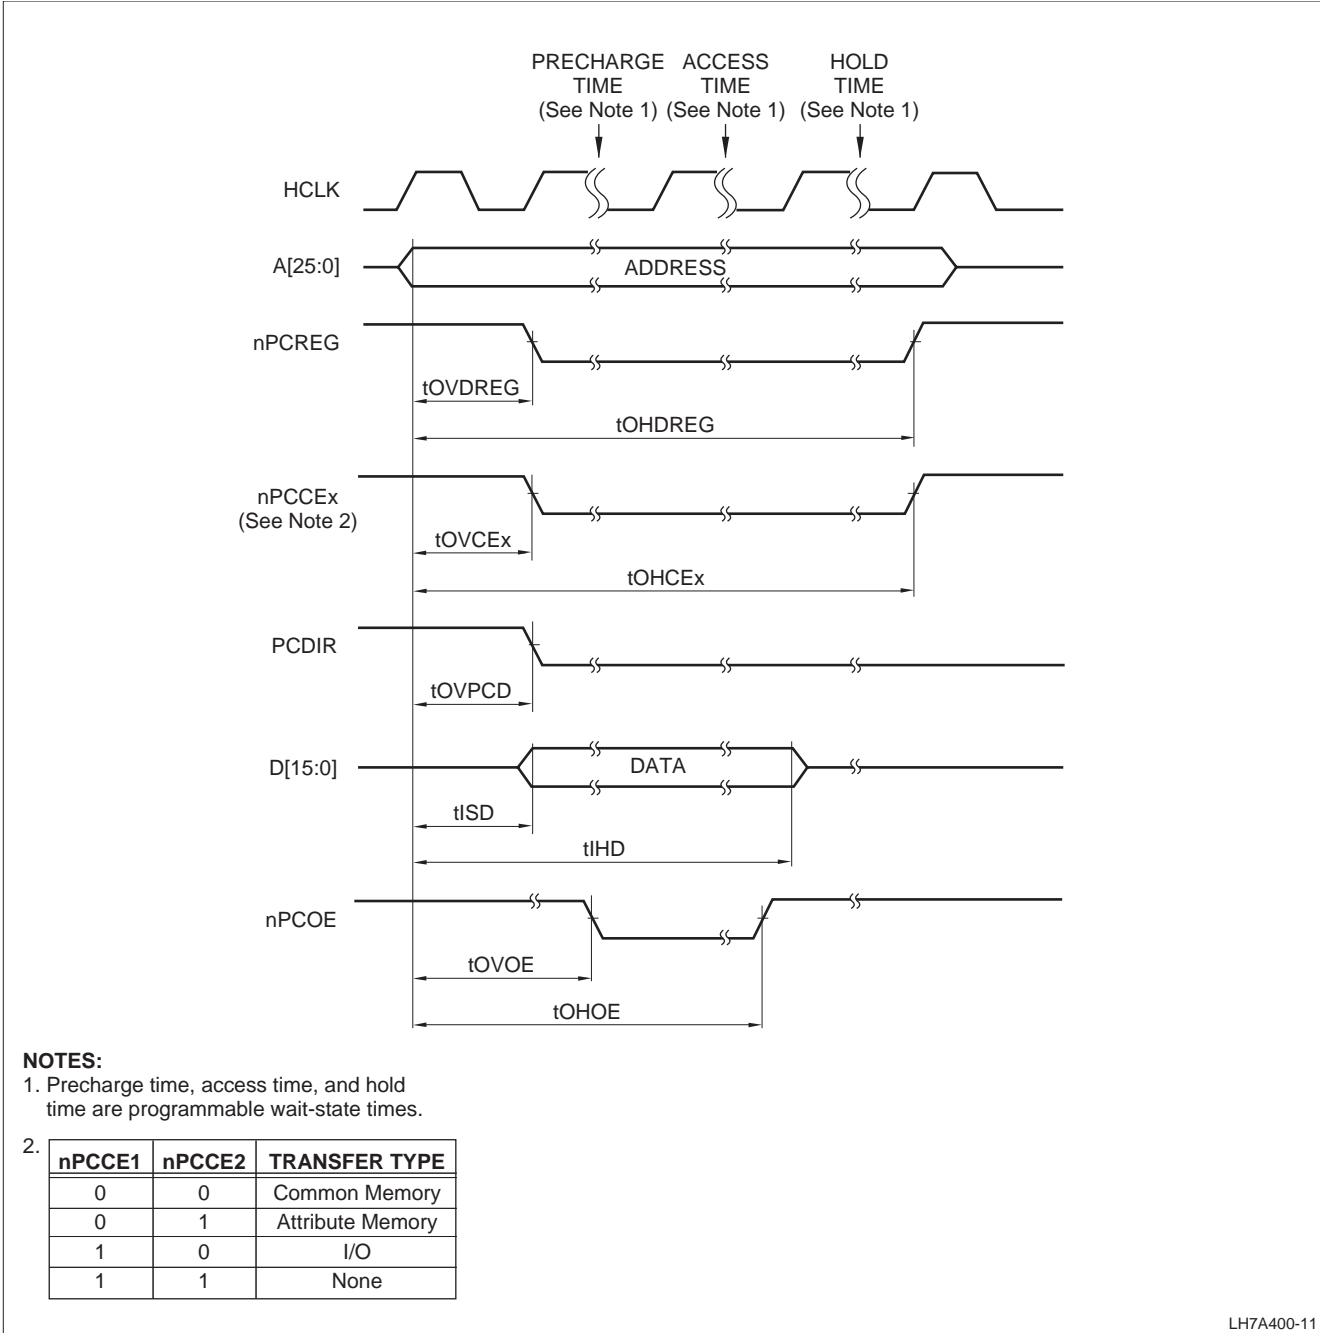 PRECHARGE TIME (See Note 1)
ACCESS TIME (See Note 1)
HOLD TIME (See Note 1)
HCLK
A[25:0]
ADDRESS
nPCREG
tOVDREG
tOHDREG
nPCCEx
(See Note 2)
tOVCEx
tOHCEx
PCDIR
tOVPCD
D[15:0]
DATA
tISD
tIHD
nPCOE
tOVOE
tOHOE
NOTES:
1. Precharge time, access time, and hold
time are programmable wait-state times.
2.
nPCCE1 nPCCE2 TRANSFER TYPE
0 0 Common Memory
0 1 Attribute Memory
1 0 I/O
1 1 None
LH7A400-11